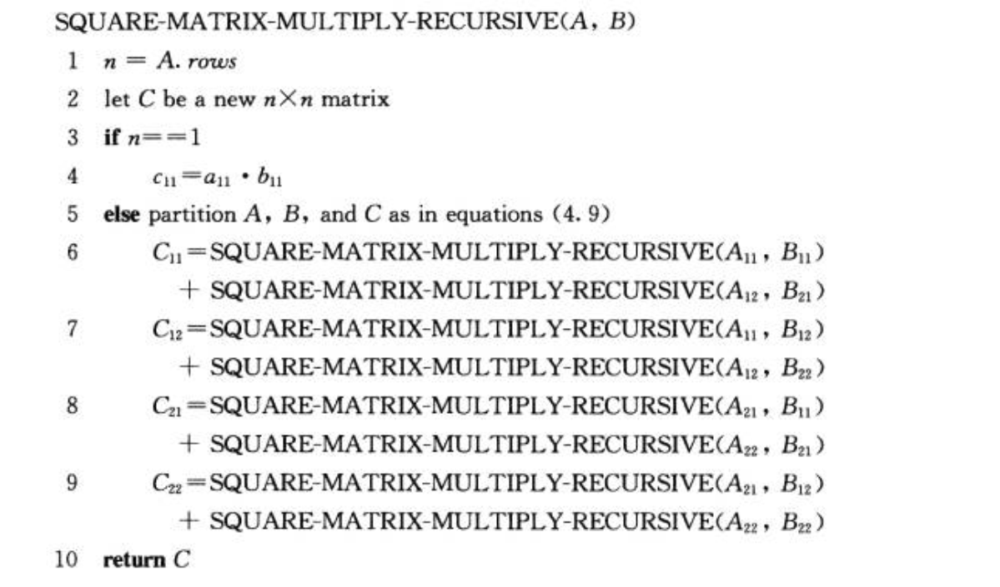 SQUARE-MATRIX-MULTIPLY-RECURSIVE(A, B)
1 n = A. rows
2 let C be a new n×n matrix
3 if n==1
4 c₁₁=a₁₁ · b₁₁
5 else partition A, B, and C as in equations (4. 9)
6 C₁₁=SQUARE-MATRIX-MULTIPLY-RECURSIVE(A₁₁, B₁₁)
+ SQUARE-MATRIX-MULTIPLY-RECURSIVE(A₁₂, B₂₁)
7 C₁₂=SQUARE-MATRIX-MULTIPLY-RECURSIVE(A₁₁, B₁₂)
+ SQUARE-MATRIX-MULTIPLY-RECURSIVE(A₁₂, B₂₂)
8 C₂₁=SQUARE-MATRIX-MULTIPLY-RECURSIVE(A₂₁, B₁₁)
+ SQUARE-MATRIX-MULTIPLY-RECURSIVE(A₂₂, B₂₁)
9 C₂₂=SQUARE-MATRIX-MULTIPLY-RECURSIVE(A₂₁, B₁₂)
+ SQUARE-MATRIX-MULTIPLY-RECURSIVE(A₂₂, B₂₂)
10 return C